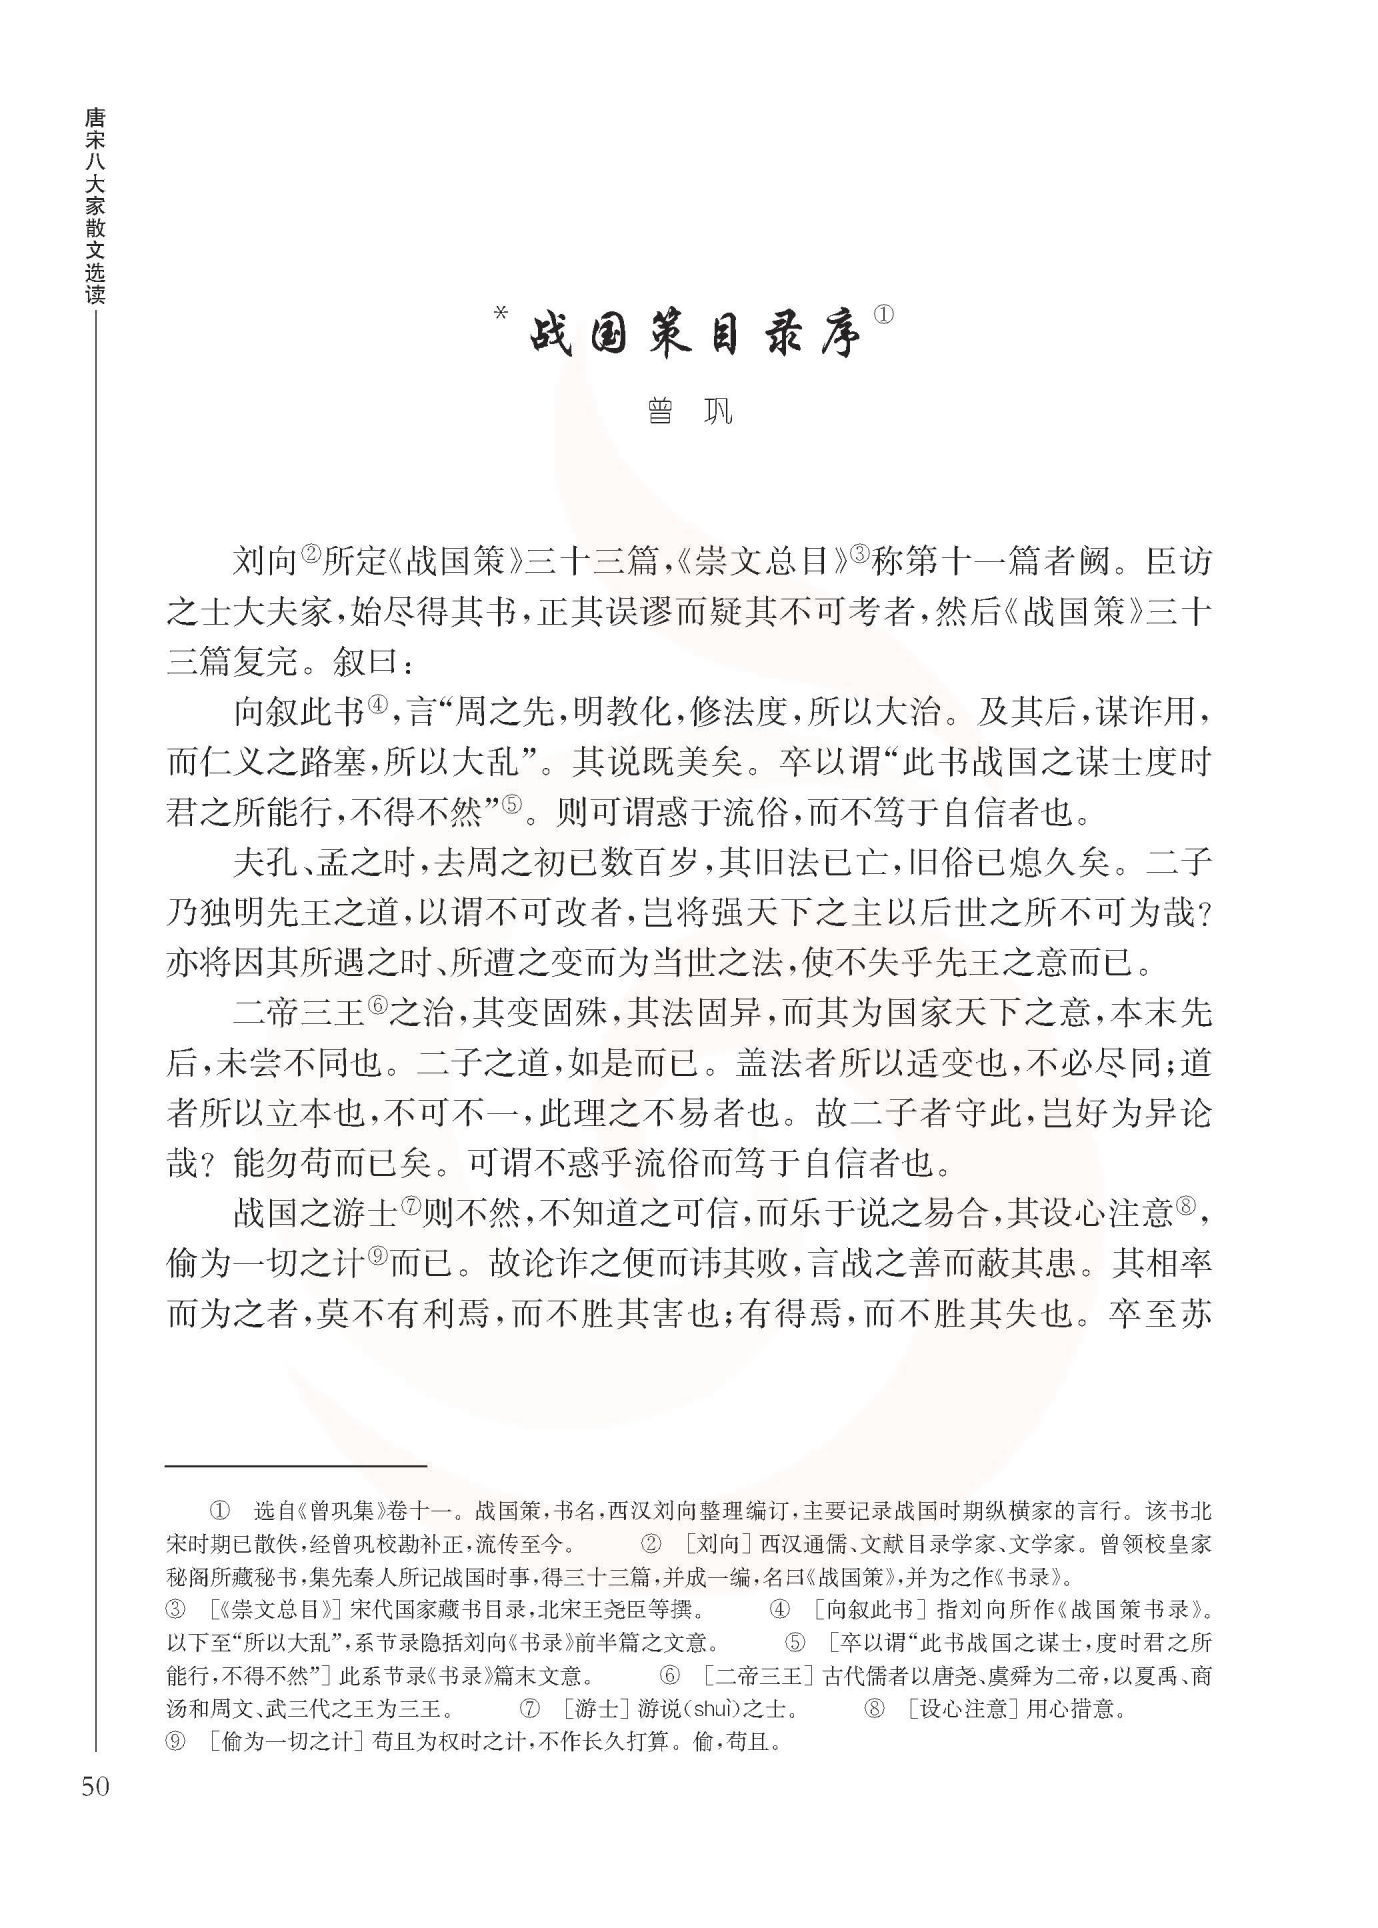 唐宋八大家散文选读
*战国策目录序①
曾 巩
刘向②所定《战国策》三十三篇,《崇文总目》③称第十一篇者阙。臣访
之士大夫家,始尽得其书,正其误谬而疑其不可考者,然后《战国策》三十
三篇复完。叙曰:
向叙此书④,言“周之先,明教化,修法度,所以大治。及其后,谋诈用,
而仁义之路塞,所以大乱”。其说既美矣。卒以谓“此书战国之谋士度时
君之所能行,不得不然”⑤。则可谓惑于流俗,而不笃于自信者也。
夫孔、孟之时,去周之初已数百岁,其旧法已亡,旧俗已熄久矣。二子
乃独明先王之道,以谓不可改者,岂将强天下之主以后世之所不可为哉?
亦将因其所遇之时、所遭之变而为当世之法,使不失乎先王之意而已。
二帝三王⑥之治,其变固殊,其法固异,而其为国家天下之意,本末先
后,未尝不同也。二子之道,如是而已。盖法者所以适变也,不必尽同;道
者所以立本也,不可不一,此理之不易者也。故二子者守此,岂好为异论
哉?能勿苟而已矣。可谓不惑乎流俗而笃于自信者也。
战国之游士⑦则不然,不知道之可信,而乐于说之易合,其设心注意⑧,
偷为一切之计⑨而已。故论诈之便而讳其败,言战之善而蔽其患。其相率
而为之者,莫不有利焉,而不胜其害也;有得焉,而不胜其失也。卒至苏
① 选自《曾巩集》卷十一。战国策,书名,西汉刘向整理编订,主要记录战国时期纵横家的言行。该书北
宋时期已散佚,经曾巩校勘补正,流传至今。 ② [刘向] 西汉通儒、文献目录学家、文学家。曾领校皇家
秘阁所藏秘书,集先秦人所记战国时事,得三十三篇,并成一编,名曰《战国策》,并为之作《书录》。
③ [《崇文总目》] 宋代国家藏书目录,北宋王尧臣等撰。 ④ [向叙此书] 指刘向所作《战国策书录》。
以下至“所以大乱”,系节录隐括刘向《书录》前半篇之文意。 ⑤ [卒以谓“此书战国之谋士,度时君之所
能行,不得不然”] 此系节录《书录》篇末文意。 ⑥ [二帝三王] 古代儒者以唐尧、虞舜为二帝,以夏禹、商
汤和周文、武三代之王为三王。 ⑦ [游士] 游说(shuì)之士。 ⑧ [设心注意] 用心措意。
⑨ [偷为一切之计] 苟且为权时之计,不作长久打算。偷,苟且。
50